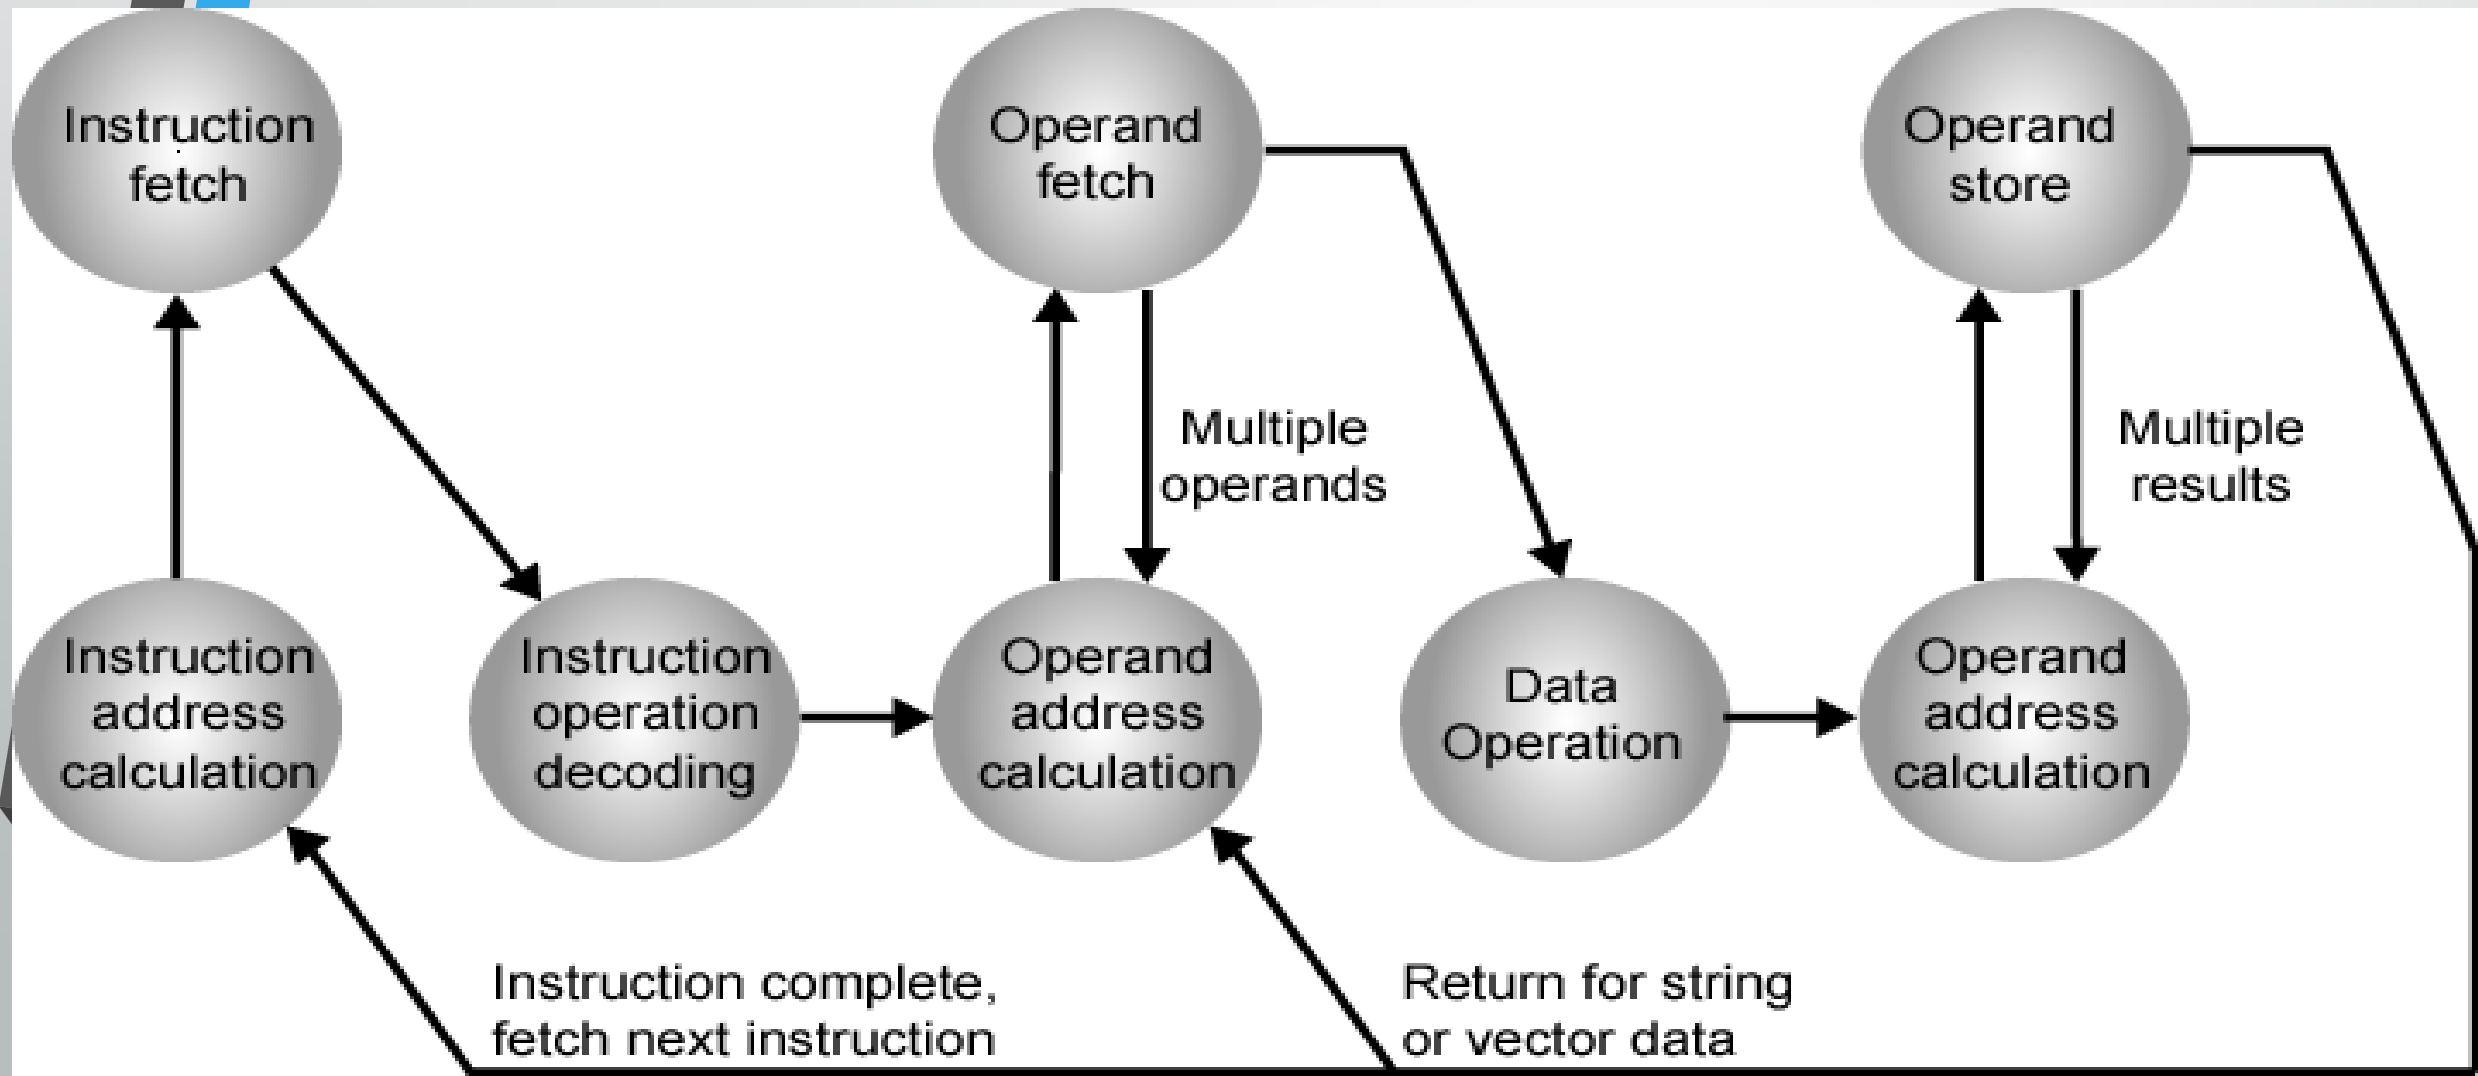 Instruction
fetch
Operand
fetch
Operand
store
Multiple
operands
Multiple
results
Instruction
address
calculation
Instruction
operation
decoding
Operand
address
calculation
Data
Operation
Operand
address
calculation
Instruction complete,
fetch next instruction
Return for string
or vector data